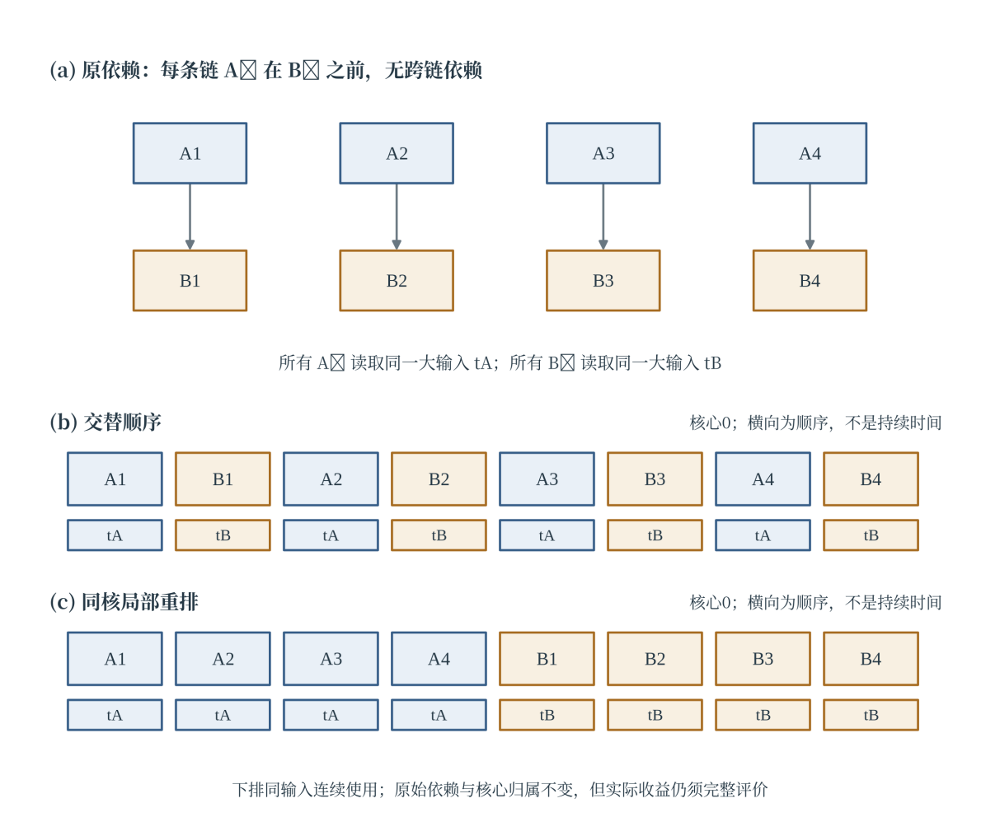 (a) 原依赖：每条链 A☒ 在 B☒ 之前，无跨链依赖
A1 A2 A3 A4
B1 B2 B3 B4
所有 A☒ 读取同一大输入 tA；所有 B☒ 读取同一大输入 tB
(b) 交替顺序
核心0；横向为顺序，不是持续时间
A1 B1 A2 B2 A3 B3 A4 B4
tA tB tA tB tA tB tA tB
(c) 同核局部重排
核心0；横向为顺序，不是持续时间
A1 A2 A3 A4 B1 B2 B3 B4
tA tA tA tA tB tB tB tB
下排同输入连续使用；原始依赖与核心归属不变，但实际收益仍须完整评价